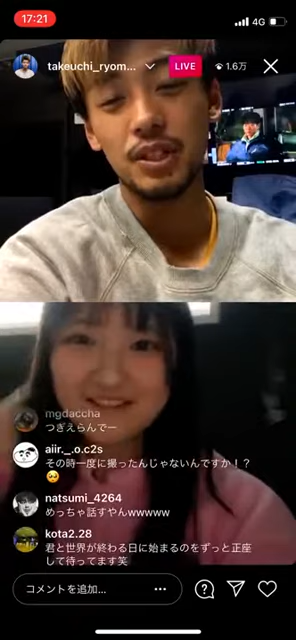 17:21
4G
takeuchi_ryom...
LIVE
1.6万
mgdaccha
つぎえらんでー
aiir._.o.c2s
その時一度に撮ったんじゃないんですか！？
🥺
natsumi_4264
めっちゃ話すやんwwwww
kota2.28
君と世界が終わる日に始まるのをずっと正座
して待ってます笑
コメントを追加...